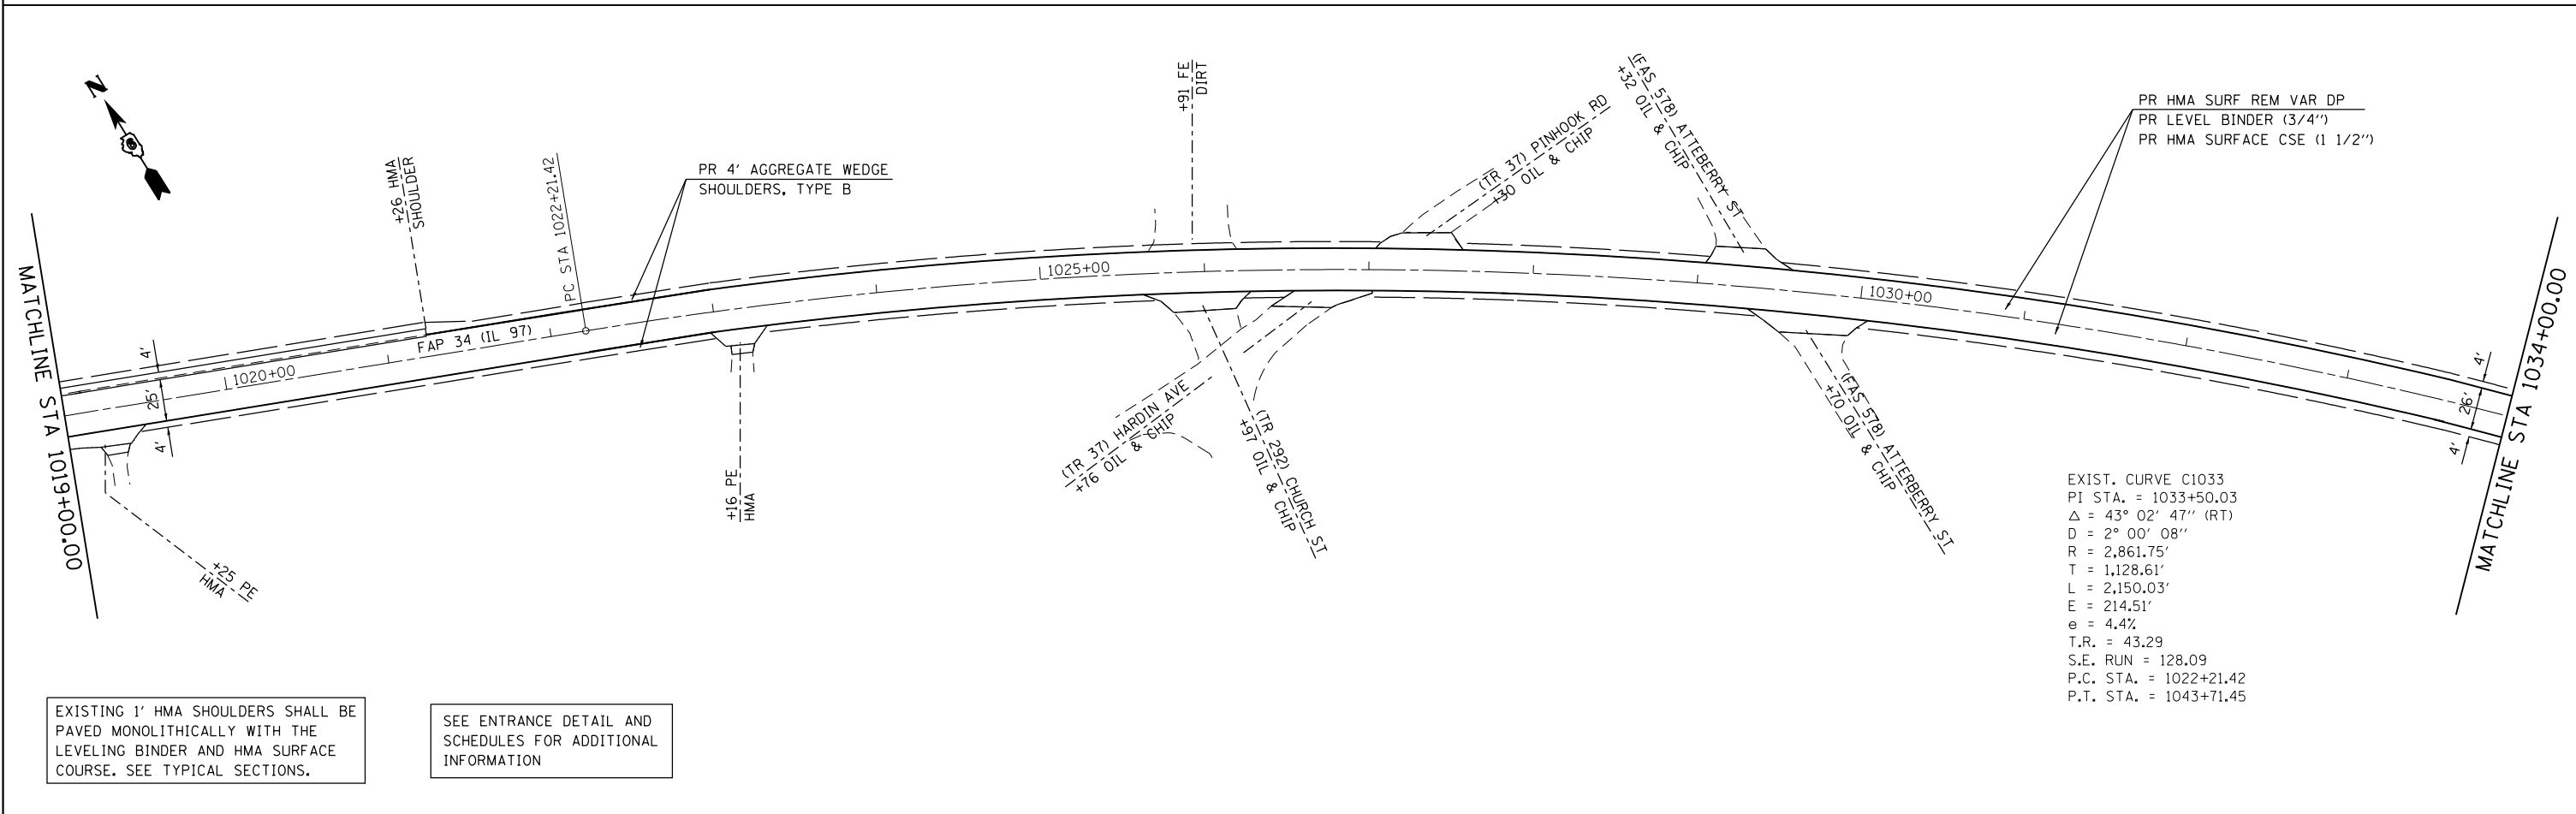 N
MATCHLINE STA 1019+00.00
4'
25'
4'
1020+00
FAP 34 (IL 97)
+25 PE
HMA
+26 HMA
SHOULDER
PC STA 1022+21.42
PR 4' AGGREGATE WEDGE
SHOULDERS, TYPE B
+16 PE
HMA
1025+00
+91 FE
DIRT
(TR 37) HARDIN AVE
+76 OIL & CHIP
(TR 292) CHURCH ST
+97 OIL & CHIP
(TR 37) PINHOOK RD
+30 OIL & CHIP
(FAS 578) ATTEBERRY ST
+32 OIL & CHIP
(FAS 578) ATTERBERRY ST
+70 OIL & CHIP
1030+00
PR HMA SURF REM VAR DP
PR LEVEL BINDER (3/4'')
PR HMA SURFACE CSE (1 1/2'')
4'
26'
4'
MATCHLINE STA 1034+00.00
EXIST. CURVE C1033
PI STA. = 1033+50.03
Δ = 43° 02' 47'' (RT)
D = 2° 00' 08''
R = 2,861.75'
T = 1,128.61'
L = 2,150.03'
E = 214.51'
e = 4.4%
T.R. = 43.29
S.E. RUN = 128.09
P.C. STA. = 1022+21.42
P.T. STA. = 1043+71.45
EXISTING 1' HMA SHOULDERS SHALL BE
PAVED MONOLITHICALLY WITH THE
LEVELING BINDER AND HMA SURFACE
COURSE. SEE TYPICAL SECTIONS.
SEE ENTRANCE DETAIL AND
SCHEDULES FOR ADDITIONAL
INFORMATION